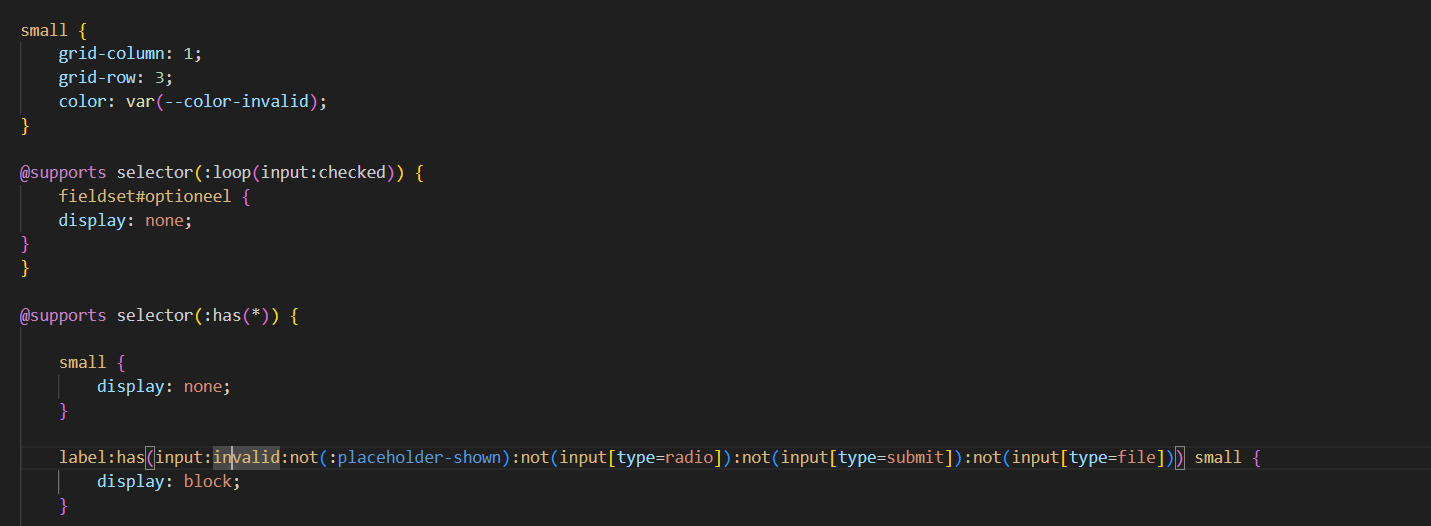 small {
    grid-column: 1;
    grid-row: 3;
    color: var(--color-invalid);
}
@supports selector(:loop(input:checked)) {
    fieldset#optioneel {
    display: none;
}
}
@supports selector(:has(*)) {
    small {
        display: none;
    }
    label:has(input:invalid:not(:placeholder-shown):not(input[type=radio]):not(input[type=submit]):not(input[type=file])) small {
        display: block;
    }